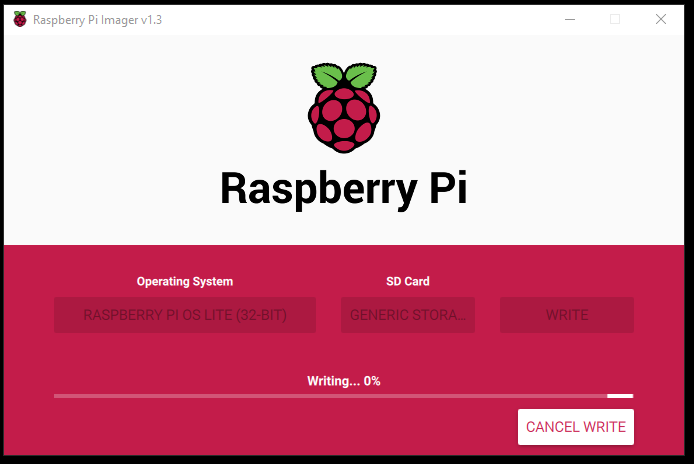 Raspberry Pi Imager v1.3
Raspberry Pi
Operating System
SD Card
RASPBERRY PI OS LITE (32-BIT)
GENERIC STORA...
WRITE
Writing... 0%
CANCEL WRITE